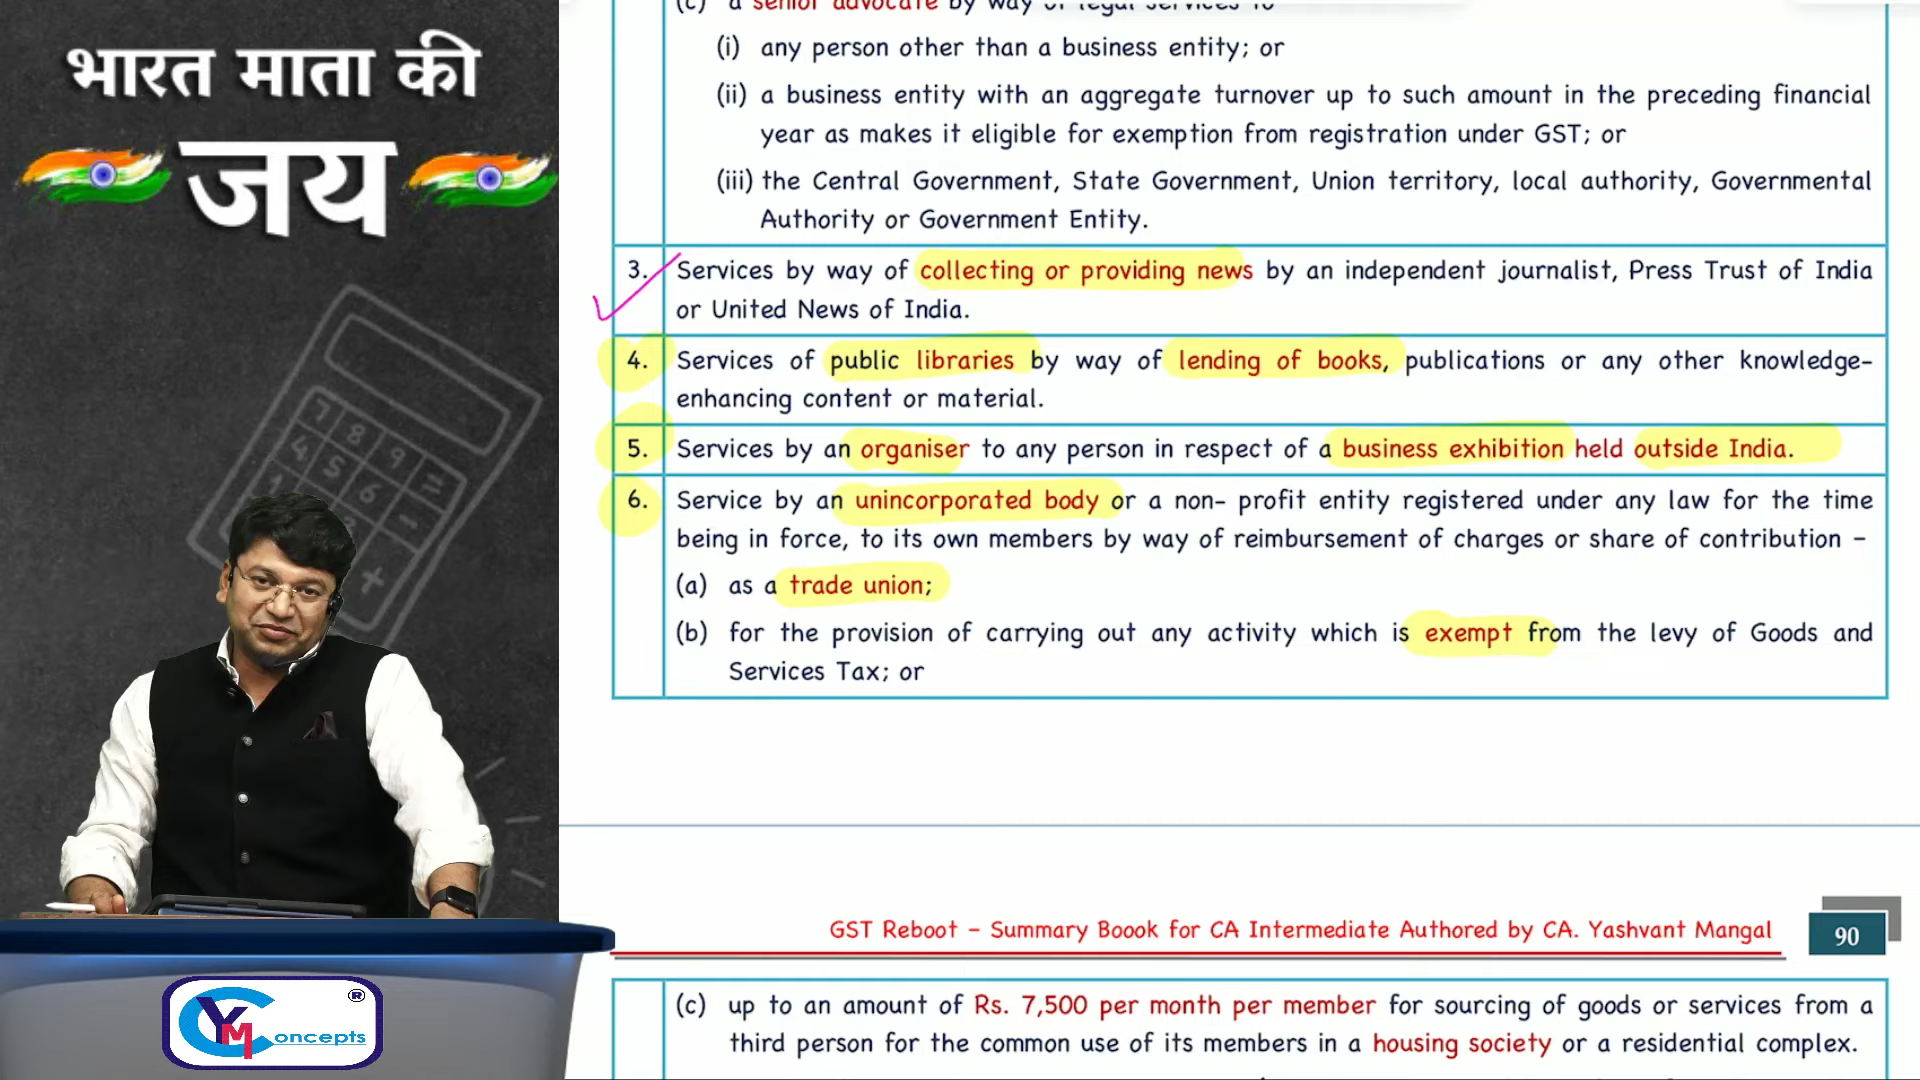 भारत माता की
जय
(c) a senior advocate by way of legal services to
(i) any person other than a business entity; or
(ii) a business entity with an aggregate turnover up to such amount in the preceding financial
year as makes it eligible for exemption from registration under GST; or
(iii) the Central Government, State Government, Union territory, local authority, Governmental
Authority or Government Entity.
3. Services by way of collecting or providing news by an independent journalist, Press Trust of India
or United News of India.
4. Services of public libraries by way of lending of books, publications or any other knowledge-
enhancing content or material.
5. Services by an organiser to any person in respect of a business exhibition held outside India.
6. Service by an unincorporated body or a non- profit entity registered under any law for the time
being in force, to its own members by way of reimbursement of charges or share of contribution –
(a) as a trade union;
(b) for the provision of carrying out any activity which is exempt from the levy of Goods and
Services Tax; or
GST Reboot – Summary Boook for CA Intermediate Authored by CA. Yashvant Mangal
90
(c) up to an amount of Rs. 7,500 per month per member for sourcing of goods or services from a
third person for the common use of its members in a housing society or a residential complex.
YM Concepts ®